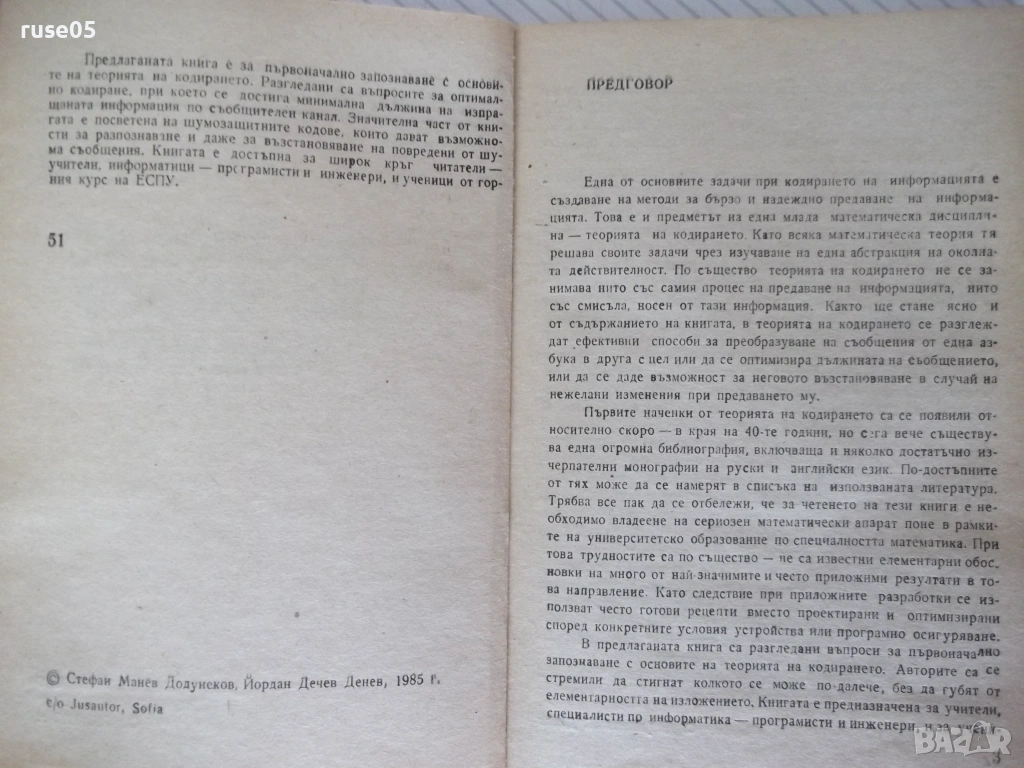 ruse05
Предлаганата книга е за първоначално запознаване с основи-
те на теорията на кодирането. Разгледани са въпросите за оптимал-
но кодиране, при което се достига минимална дължина на изпра-
щаната информация по съобщителен канал. Значителна част от кни-
гата е посветена на шумозащитните кодове, които дават възможно-
сти за разпознаване и даже за възстановяване на повредени от шу-
ма съобщения. Книгата е достъпна за широк кръг читатели —
учители, информатици — програмисти и инженери, и ученици от гор-
ния курс на ЕСПУ.
51
© Стефан Манев Додунеков, Йордан Дечев Денев, 1985 г.
c/o Jusautor, Sofia
ПРЕДГОВОР
Една от основните задачи при кодирането на информацията е
създаване на методи за бързо и надеждно предаване на информа-
цията. Това е и предметът на една млада математическа дисципли-
на — теорията на кодирането. Като всяка математическа теория тя
решава своите задачи чрез изучаване на една абстракция на околна-
та действителност. По същество теорията на кодирането не се за-
нимава нито със самия процес на предаване на информацията, нито
със смисъла, носен от тази информация. Както ще стане ясно и
от съдържанието на книгата, в теорията на кодирането се разглеж-
дат ефективни способи за преобразуване на съобщения от една аз-
бука в друга с цел или да се оптимизира дължината на съобщението,
или да се даде възможност за неговото възстановяване в случай на
нежелани изменения при предаването му.
Първите наченки от теорията на кодирането са се появили от-
носително скоро — в края на 40-те години, но сега вече съществу-
ва една огромна библиография, включваща и няколко достатъчно из-
черпателни монографии на руски и английски език. По-достъпните
от тях може да се намерят в списъка на използваната литература.
Трябва все пак да се отбележи, че за четенето на тези книги е не-
обходимо владеене на сериозен математически апарат поне в рамки-
те на университетско образование по специалността математика. При
това трудностите са по същество — не са известни елементарни обос-
новки на много от най-значимите и често приложими резултати в то-
ва направление. Като следствие при приложните разработки се из-
ползват често готови рецепти вместо проектирани и оптимизирани
според конкретните условия устройства или програмно осигуряване.
В предлаганата книга са разгледани въпроси за първоначално
запознаване с основите на теорията на кодирането. Авторите са се
стремили да стигнат колкото се може по-далече, без да губят от
елементарността на изложението. Книгата е предназначена за учители,
специалисти по информатика — програмисти и инженери, и за учени-
3
BAZAR